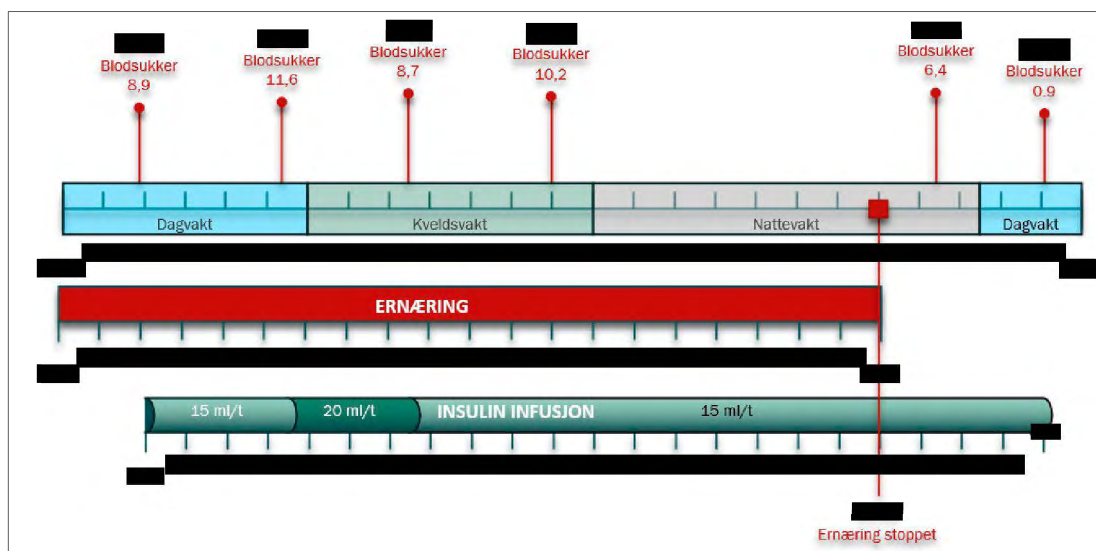 Blodsukker
8,9
Blodsukker
11,6
Blodsukker
8,7
Blodsukker
10,2
Blodsukker
6,4
Blodsukker
0.9
Dagvakt
Kveldsvakt
Nattevakt
Dagvakt
ERNÆRING
15 ml/t
20 ml/t
INSULIN INFUSJON
15 ml/t
Ernæring stoppet